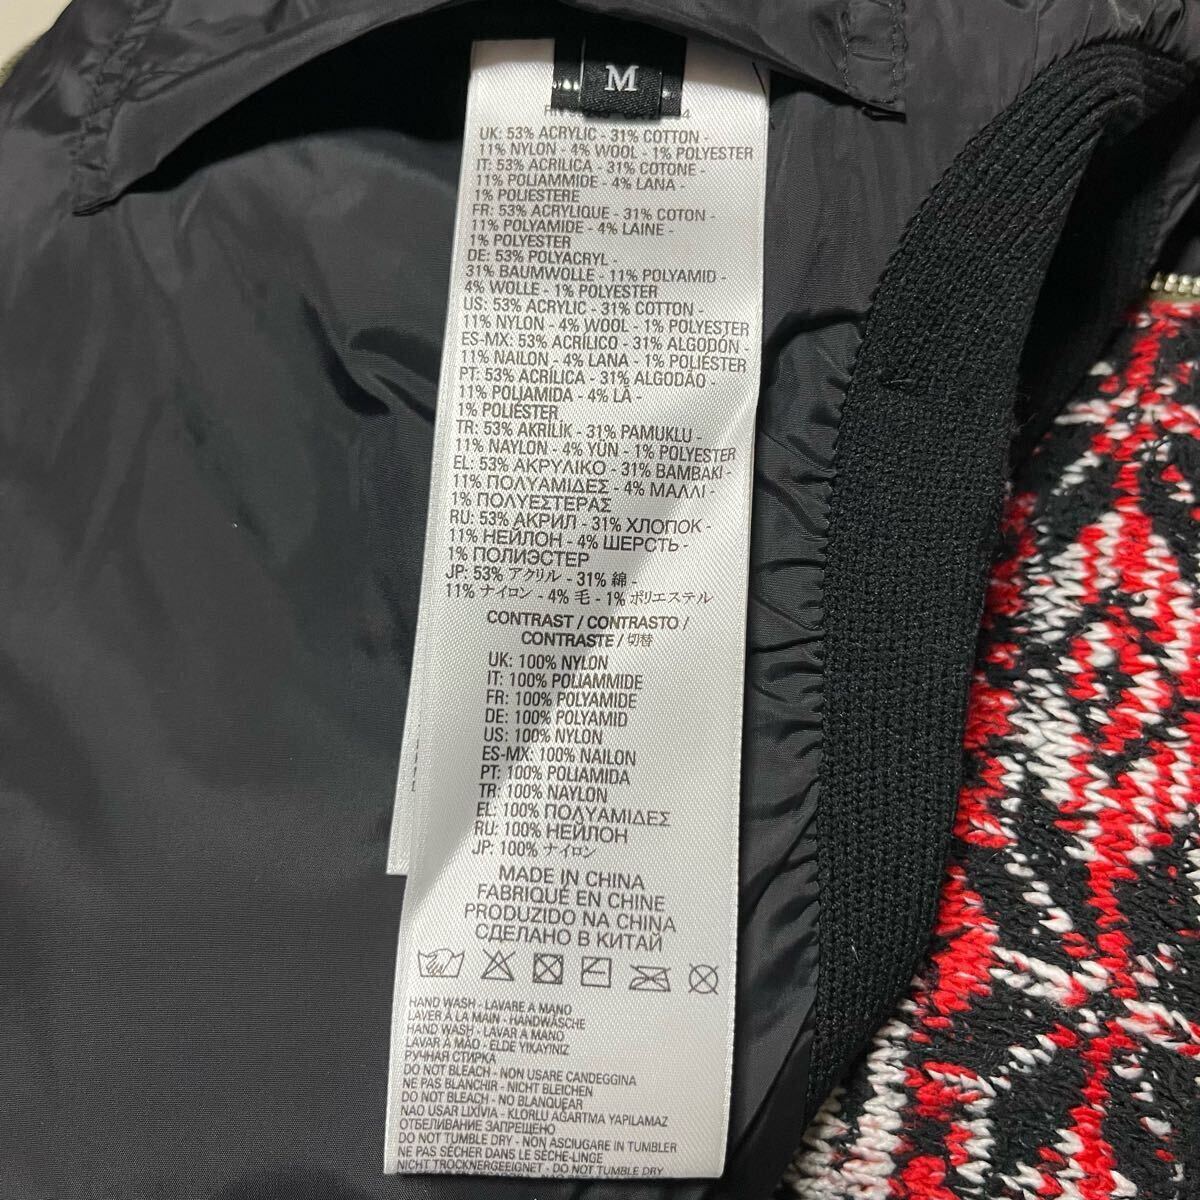 M
4
UK: 53% ACRYLIC - 31% COTTON -
11% NYLON - 4% WOOL - 1% POLYESTER
IT: 53% ACRILICA - 31% COTONE -
11% POLIAMMIDE - 4% LANA -
1% POLIESTERE
FR: 53% ACRYLIQUE - 31% COTON -
11% POLYAMIDE - 4% LAINE -
1% POLYESTER
DE: 53% POLYACRYL -
31% BAUMWOLLE - 11% POLYAMID -
4% WOLLE - 1% POLYESTER
US: 53% ACRYLIC - 31% COTTON -
11% NYLON - 4% WOOL - 1% POLYESTER
ES-MX: 53% ACRÍLICO - 31% ALGODÓN
11% NAILON - 4% LANA - 1% POLIÉSTER
PT: 53% ACRÍLICA - 31% ALGODÃO -
11% POLIAMIDA - 4% LÃ -
1% POLIÉSTER
TR: 53% AKRİLİK - 31% PAMUKLU -
11% NAYLON - 4% YÜN - 1% POLYESTER
EL: 53% ΑΚΡΥΛΙΚΟ - 31% ΒΑΜΒΑΚΙ -
11% ΠΟΛΥΑΜΙΔΕΣ - 4% ΜΑΛΛΙ -
1% ΠΟΛΥΕΣΤΕΡΑΣ
RU: 53% АКРИЛ - 31% ХЛОПОК -
11% НЕЙЛОН - 4% ШЕРСТЬ -
1% ПОЛИЭСТЕР
JP: 53% アクリル - 31% 綿 -
11% ナイロン - 4% 毛 - 1% ポリエステル
CONTRAST / CONTRASTO /
CONTRASTE / 切替
UK: 100% NYLON
IT: 100% POLIAMMIDE
FR: 100% POLYAMIDE
DE: 100% POLYAMID
US: 100% NYLON
ES-MX: 100% NAILON
PT: 100% POLIAMIDA
TR: 100% NAYLON
EL: 100% ΠΟΛΥΑΜΙΔΕΣ
RU: 100% НЕЙЛОН
JP: 100% ナイロン
MADE IN CHINA
FABRIQUÉ EN CHINE
PRODUZIDO NA CHINA
СДЕЛАНО В КИТАЙ
HAND WASH - LAVARE A MANO
LAVER À LA MAIN - HANDWÄSCHE
HAND WASH - LAVAR A MANO
LAVAR À MÃO - ELDE YIKAYINIZ
РУЧНАЯ СТИРКА
DO NOT BLEACH - NON USARE CANDEGGINA
NE PAS BLANCHIR - NICHT BLEICHEN
DO NOT BLEACH - NO BLANQUEAR
NÃO USAR LIXÍVIA - KLORLU AĞARTMA YAPILAMAZ
ОТБЕЛИВАНИЕ ЗАПРЕЩЕНО
DO NOT TUMBLE DRY - NON ASCIUGARE IN TUMBLER
NE PAS SÉCHER DANS LE SÈCHE-LINGE
NICHT TROCKNERGEEIGNET - DO NOT TUMBLE DRY